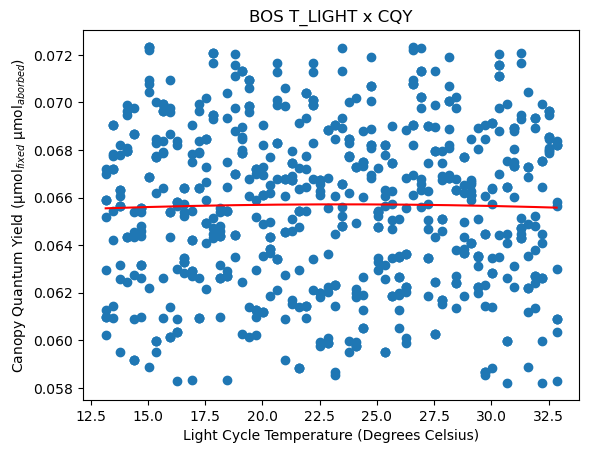 BOS T_LIGHT x CQY
Canopy Quantum Yield (μmol_fixed μmol_aborbed)
0.072
0.070
0.068
0.066
0.064
0.062
0.060
0.058
12.5 15.0 17.5 20.0 22.5 25.0 27.5 30.0 32.5
Light Cycle Temperature (Degrees Celsius)